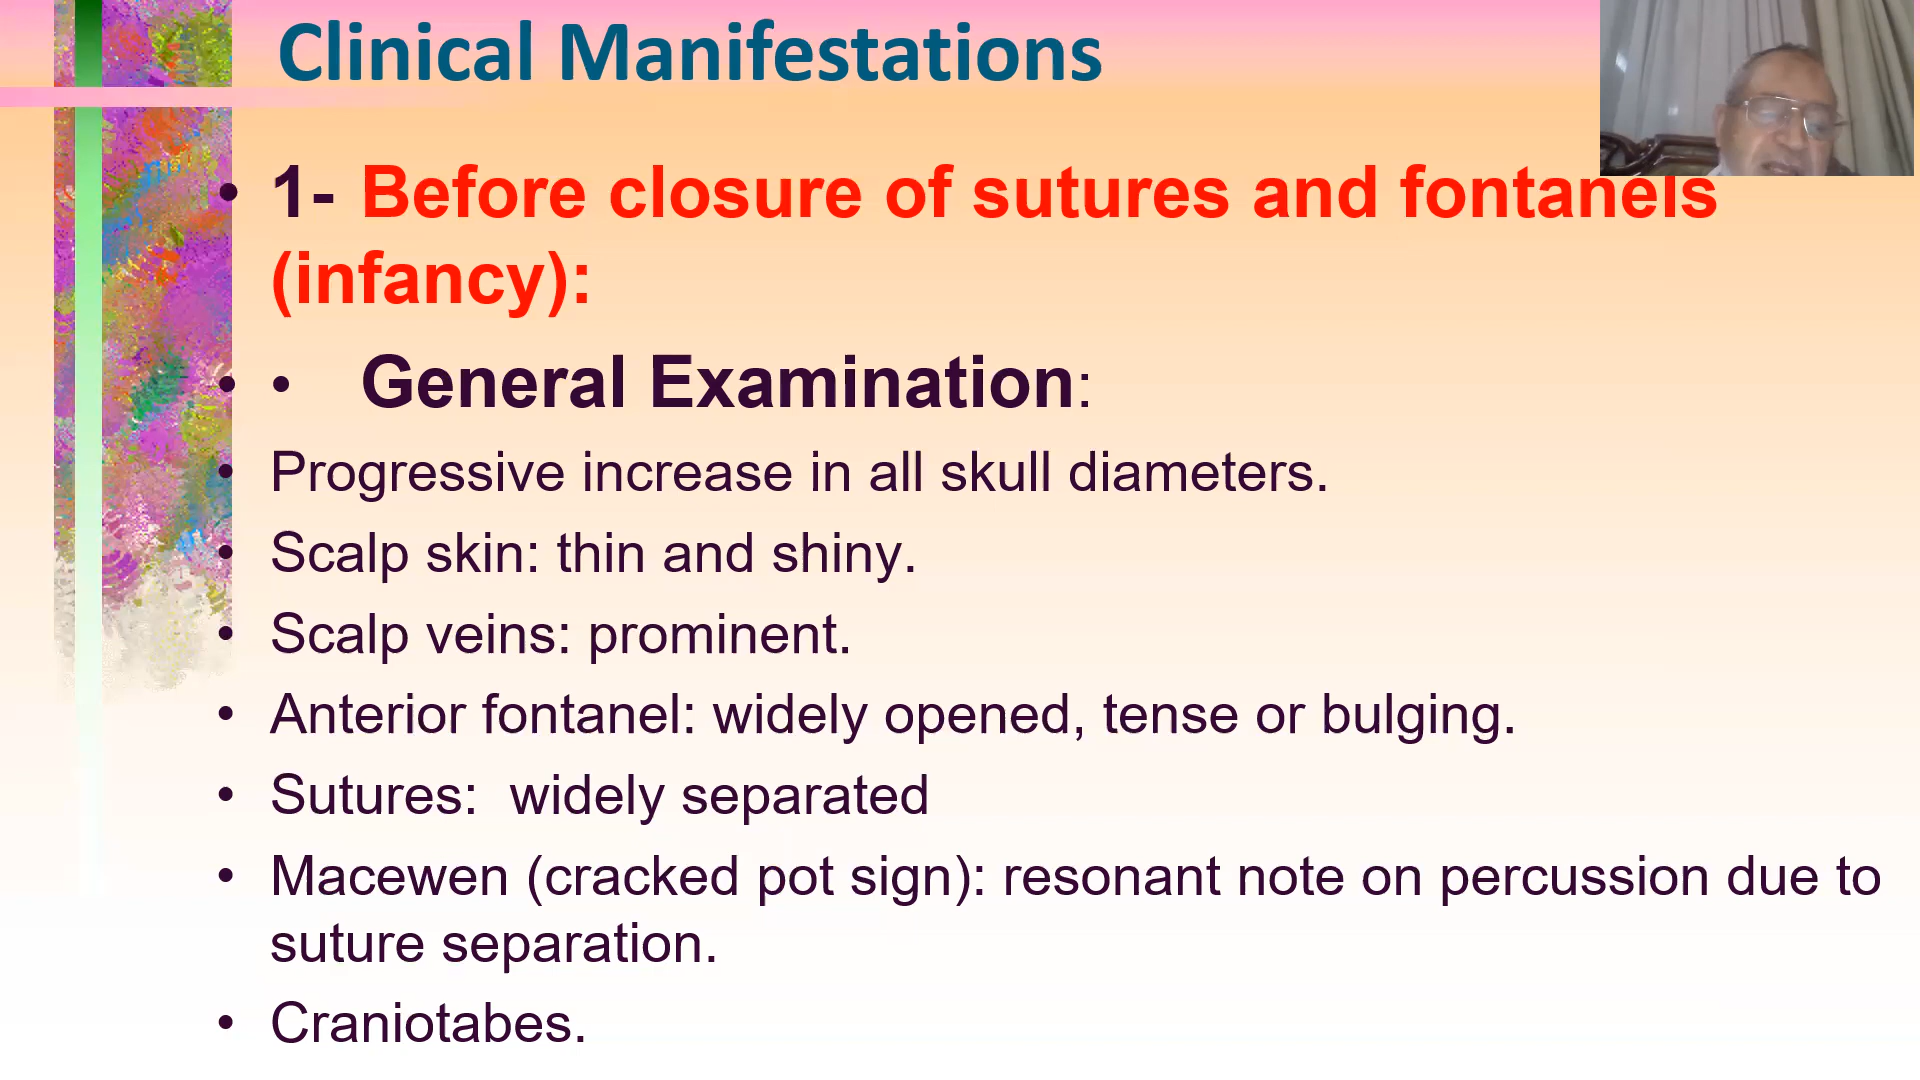 Clinical Manifestations
• 1- Before closure of sutures and fontanels
(infancy):
• • General Examination:
• Progressive increase in all skull diameters.
• Scalp skin: thin and shiny.
• Scalp veins: prominent.
• Anterior fontanel: widely opened, tense or bulging.
• Sutures:  widely separated
• Macewen (cracked pot sign): resonant note on percussion due to
suture separation.
• Craniotabes.